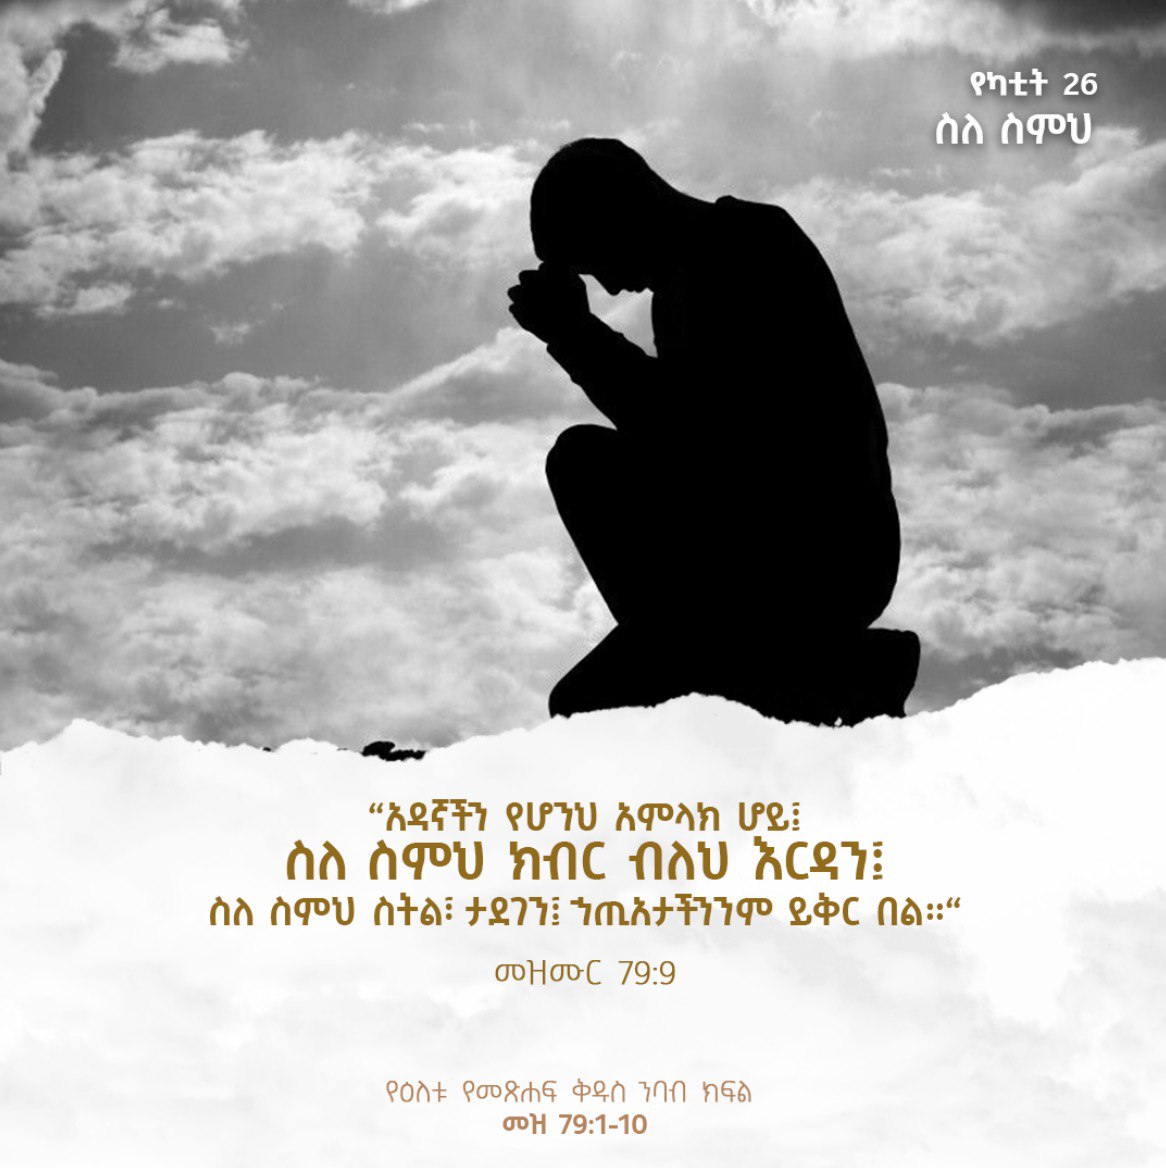 የካቲት 26
ስለ ስምህ
“አዳኛችን የሆንህ አምላክ ሆይ፤
ስለ ስምህ ክብር ብለህ እርዳን፤
ስለ ስምህ ስትል፥ ታደገን፤ ኀጢአታችንንም ይቅር በል።“
መዝሙር 79:9
የዕለቱ የመጽሐፍ ቅዱስ ንባብ ክፍል
መዝ 79:1-10